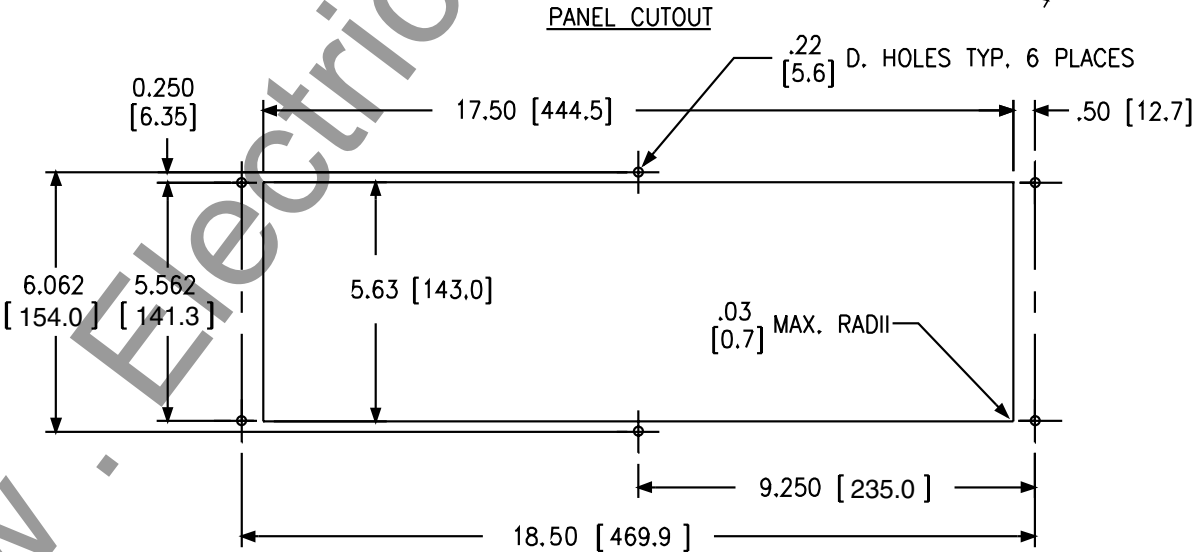 PANEL CUTOUT
.22
[5.6] D. HOLES TYP. 6 PLACES
0.250
[6.35]
17.50 [444.5]
.50 [12.7]
6.062
[ 154.0 ]
5.562
[ 141.3 ]
5.63 [143.0]
.03
[0.7] MAX. RADII
9.250 [ 235.0 ]
18.50 [ 469.9 ]